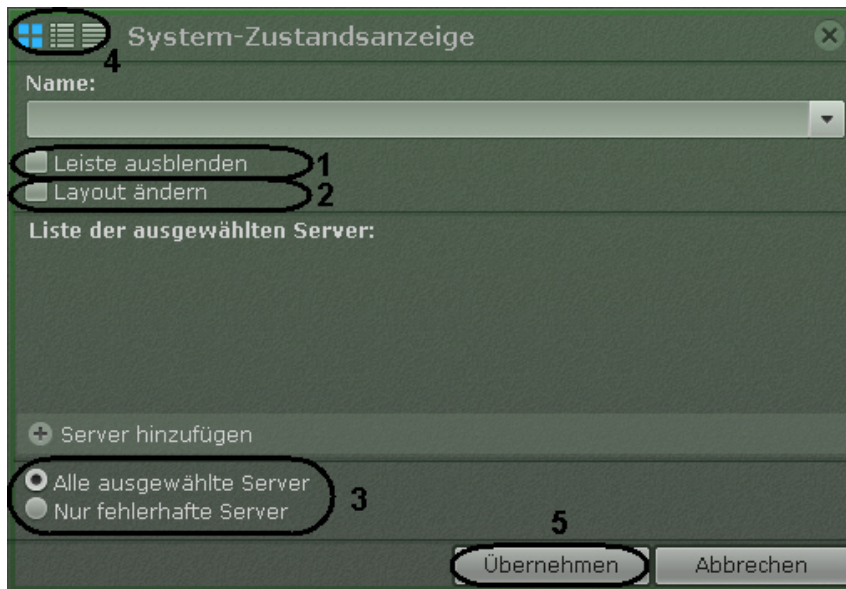 System-Zustandsanzeige
4
Name:
Leiste ausblenden 1
Layout ändern 2
Liste der ausgewählten Server:
Server hinzufügen
Alle ausgewählte Server
Nur fehlerhafte Server
3
5
Übernehmen Abbrechen